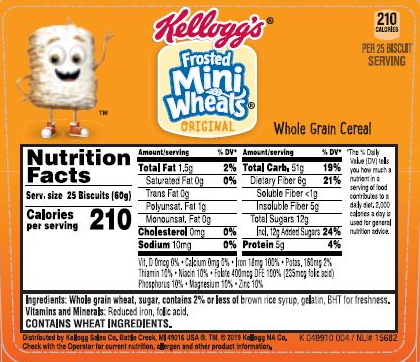 Kellogg's®
210
CALORIES
PER 25 BISCUIT
SERVING
Frosted
Mini
Wheats®
ORIGINAL
Whole Grain Cereal
Nutrition
Facts
Serv. size 25 Biscuits (60g)
Calories
per serving 210
Amount/serving % DV*
Total Fat 1.5g 2%
Saturated Fat 0g 0%
Trans Fat 0g
Polyunsat. Fat 1g
Monounsat. Fat 0g
Cholesterol 0mg 0%
Sodium 10mg 0%
Amount/serving % DV*
Total Carb. 51g 19%
Dietary Fiber 6g 21%
Soluble Fiber <1g
Insoluble Fiber 5g
Total Sugars 12g
Incl. 12g Added Sugars 24%
Protein 5g 4%
*The % Daily
Value (DV) tells
you how much a
nutrient in a
serving of food
contributes to a
daily diet. 2,000
calories a day is
used for general
nutrition advice.
Vit. D 0mcg 0% • Calcium 0mg 0% • Iron 18mg 100% • Potas. 160mg 2%
Thiamin 10% • Niacin 10% • Folate 400mcg DFE 100% (235mcg folic acid)
Phosphorus 10% • Magnesium 10% • Zinc 10%
Ingredients: Whole grain wheat, sugar, contains 2% or less of brown rice syrup, gelatin, BHT for freshness.
Vitamins and Minerals: Reduced iron, folic acid.
CONTAINS WHEAT INGREDIENTS.
Distributed by Kellogg Sales Co. Battle Creek, MI 49016 USA ®, TM, © 2019 Kellogg NA Co.
K 049910 004 / NLI# 15682
Check with the Operator for current nutrition, allergen and other product information.